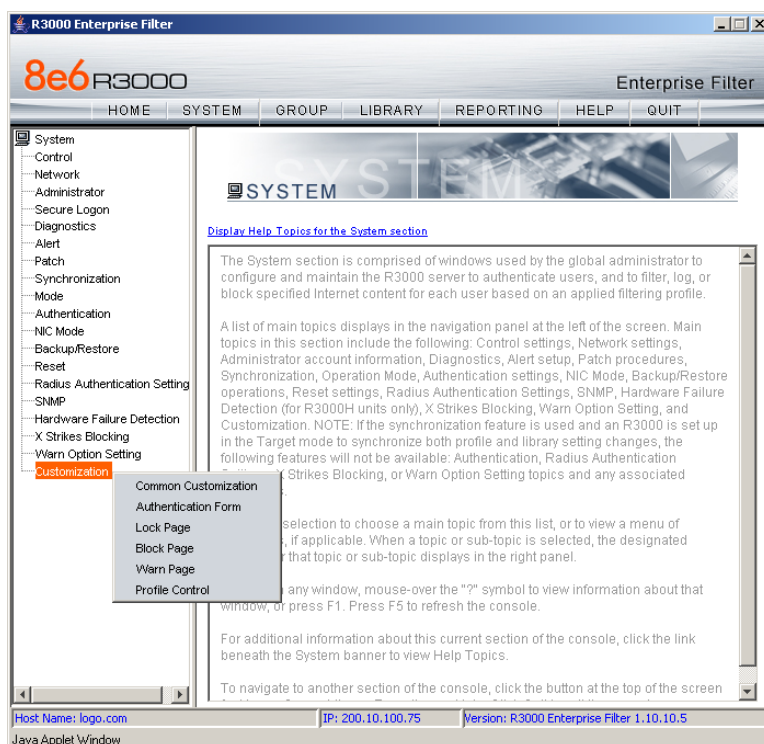 R3000 Enterprise Filter
8e6 R3000
Enterprise Filter
HOME SYSTEM GROUP LIBRARY REPORTING HELP QUIT
System
Control
Network
Administrator
Secure Logon
Diagnostics
Alert
Patch
Synchronization
Mode
Authentication
NIC Mode
Backup/Restore
Reset
Radius Authentication Setting
SNMP
Hardware Failure Detection
X Strikes Blocking
Warn Option Setting
Customization
Common Customization
Authentication Form
Lock Page
Block Page
Warn Page
Profile Control
SYSTEM
SYSTEM
Display Help Topics for the System section
The System section is comprised of windows used by the global administrator to
configure and maintain the R3000 server to authenticate users, and to filter, log, or
block specified Internet content for each user based on an applied filtering profile.
A list of main topics displays in the navigation panel at the left of the screen. Main
topics in this section include the following: Control settings, Network settings,
Administrator account information, Diagnostics, Alert setup, Patch procedures,
Synchronization, Operation Mode, Authentication settings, NIC Mode, Backup/Restore
operations, Reset settings, Radius Authentication Settings, SNMP, Hardware Failure
Detection (for R3000H units only), X Strikes Blocking, Warn Option Setting, and
Customization. NOTE: If the synchronization feature is used and an R3000 is set up
in the Target mode to synchronize both profile and library setting changes, the
following features will not be available: Authentication, Radius Authentication
X Strikes Blocking, or Warn Option Setting topics and any associated
selection to choose a main topic from this list, or to view a menu of
, if applicable. When a topic or sub-topic is selected, the designated
that topic or sub-topic displays in the right panel.
any window, mouse-over the "?" symbol to view information about that
window, or press F1. Press F5 to refresh the console.
For additional information about this current section of the console, click the link
beneath the System banner to view Help Topics.
To navigate to another section of the console, click the button at the top of the screen
Host Name: logo.com
IP: 200.10.100.75
Version: R3000 Enterprise Filter 1.10.10.5
Java Applet Window